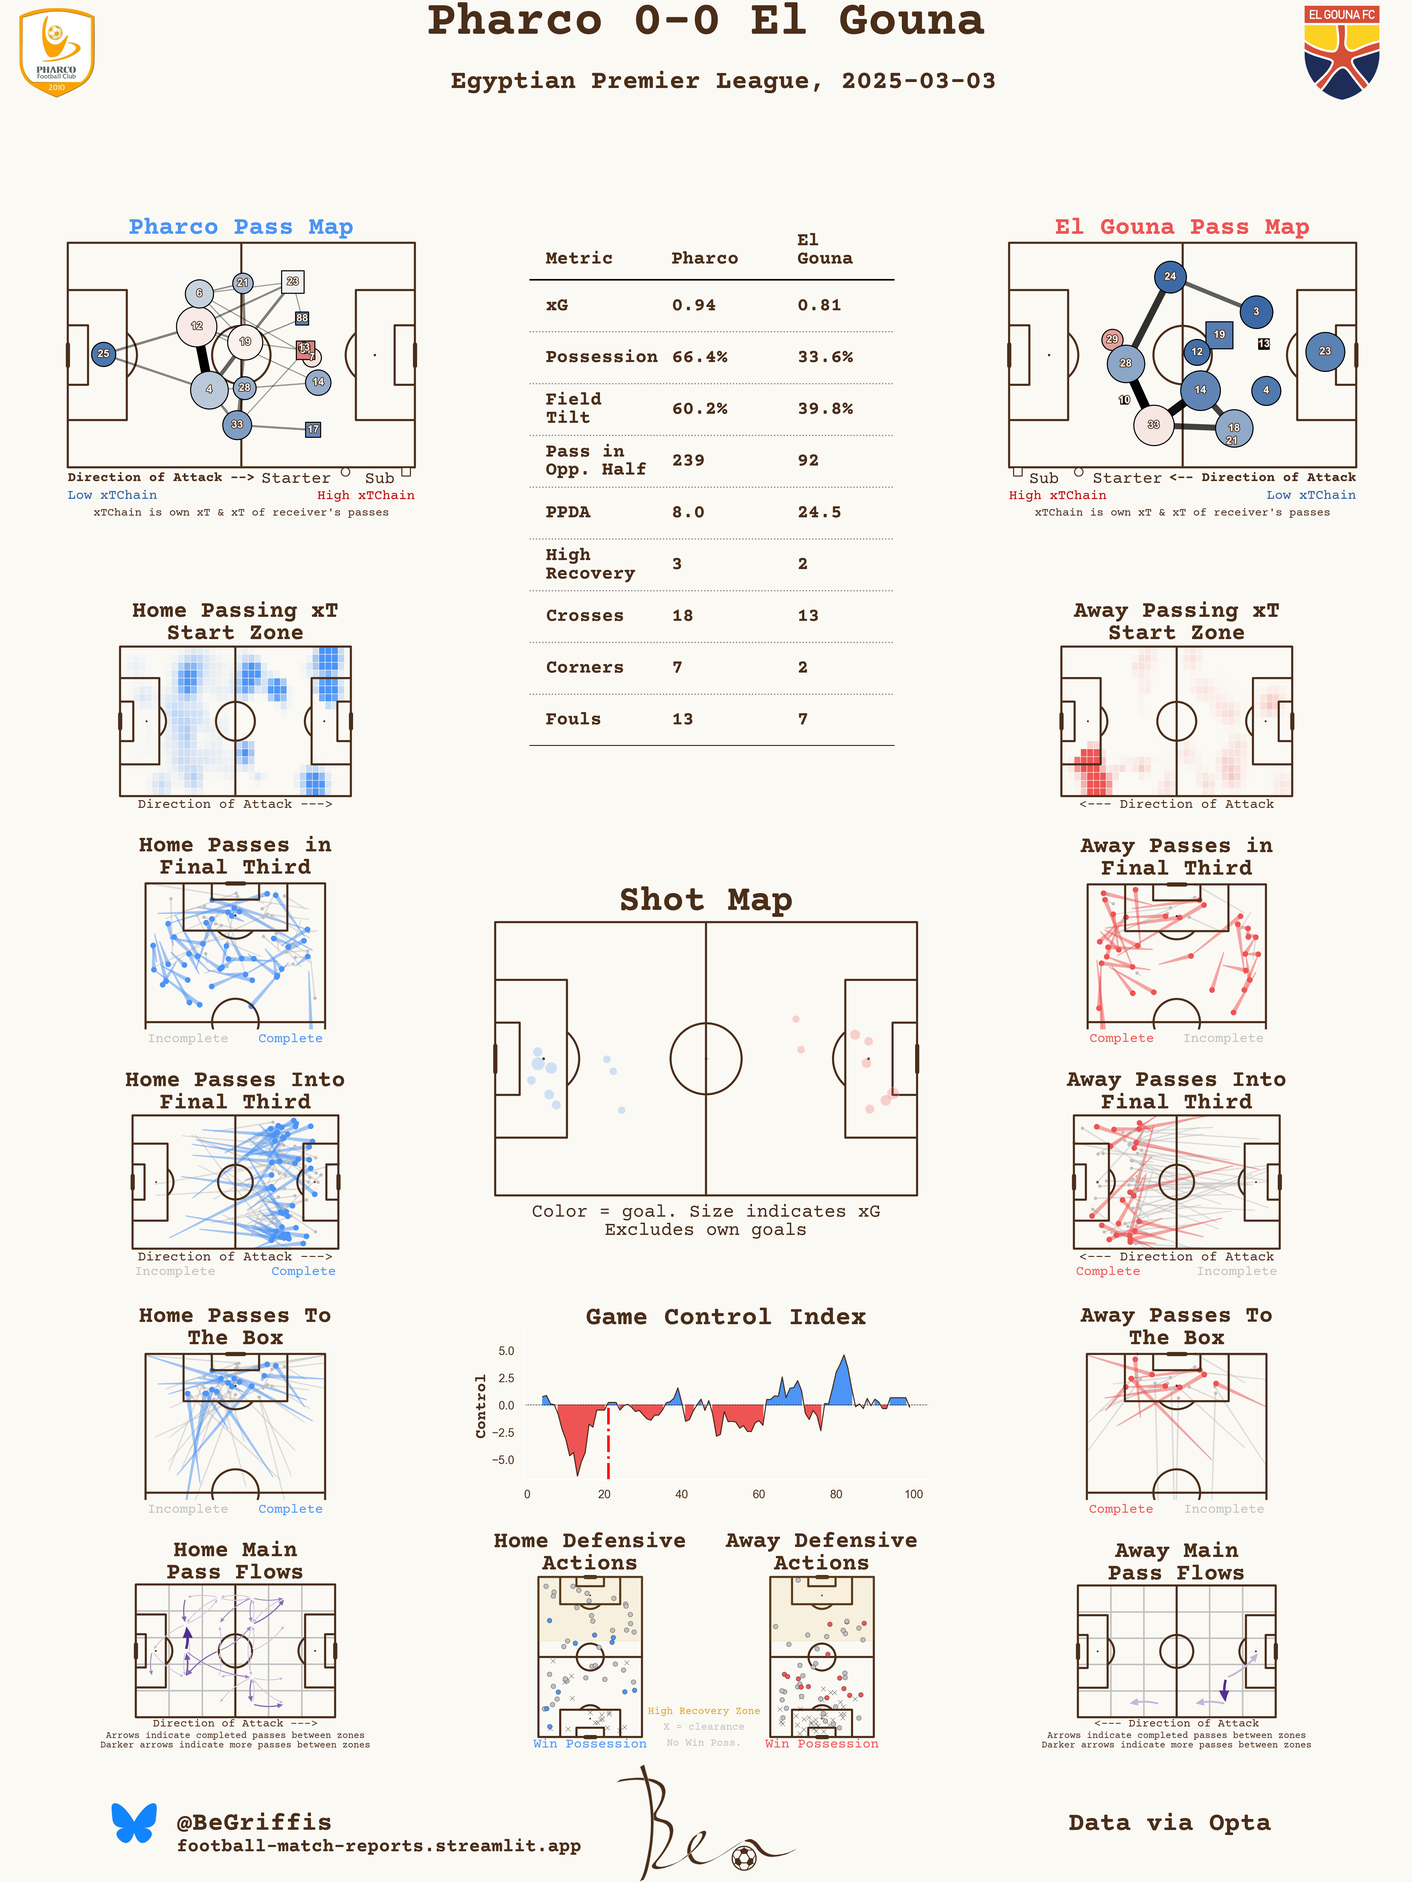 Pharco 0-0 El Gouna
Egyptian Premier League, 2025-03-03
PHARCO
Football Club
2010
EL GOUNA FC
Pharco Pass Map
6
21
23
12
88
19
13
7
25
4
28
14
33
17
Direction of Attack --> Starter Sub
Low xTChain High xTChain
xTChain is own xT & xT of receiver's passes
Metric Pharco El
Gouna
xG 0.94 0.81
Possession 66.4% 33.6%
Field
Tilt 60.2% 39.8%
Pass in
Opp. Half 239 92
PPDA 8.0 24.5
High
Recovery 3 2
Crosses 18 13
Corners 7 2
Fouls 13 7
El Gouna Pass Map
24
3
29
19
13
12
28
23
10
14
4
33
18
21
Sub Starter <-- Direction of Attack
High xTChain Low xTChain
xTChain is own xT & xT of receiver's passes
Home Passing xT
Start Zone
Direction of Attack --->
Away Passing xT
Start Zone
<--- Direction of Attack
Home Passes in
Final Third
Incomplete Complete
Away Passes in
Final Third
Complete Incomplete
Shot Map
Color = goal. Size indicates xG
Excludes own goals
Home Passes Into
Final Third
Direction of Attack --->
Incomplete Complete
Away Passes Into
Final Third
<--- Direction of Attack
Complete Incomplete
Home Passes To
The Box
Incomplete Complete
Game Control Index
Control
5.0
2.5
0.0
−2.5
−5.0
0 20 40 60 80 100
Away Passes To
The Box
Complete Incomplete
Home Main
Pass Flows
Direction of Attack --->
Arrows indicate completed passes between zones
Darker arrows indicate more passes between zones
Home Defensive
Actions
Win Possession
High Recovery Zone
X = clearance
No Win Poss.
Away Defensive
Actions
Win Possession
Away Main
Pass Flows
<--- Direction of Attack
Arrows indicate completed passes between zones
Darker arrows indicate more passes between zones
@BeGriffis
football-match-reports.streamlit.app
Ben
Data via Opta